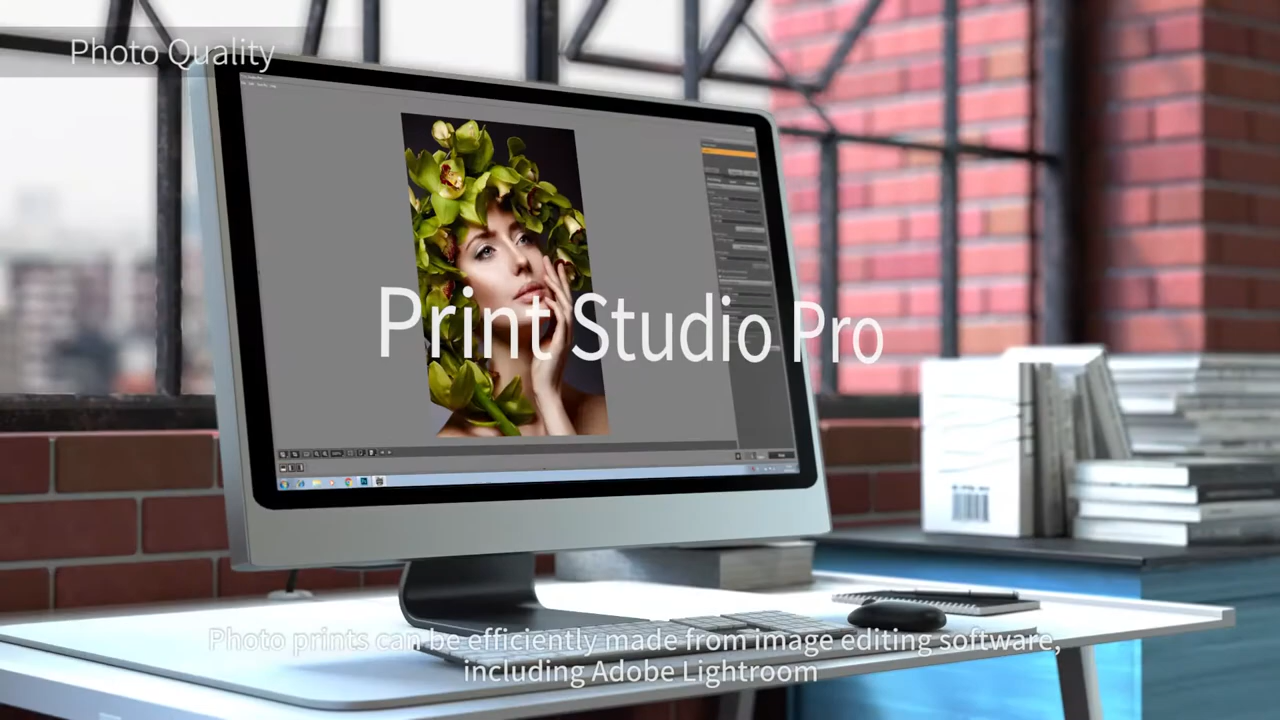 Photo Quality
Print Studio Pro
Photo prints can be efficiently made from image editing software,
including Adobe Lightroom